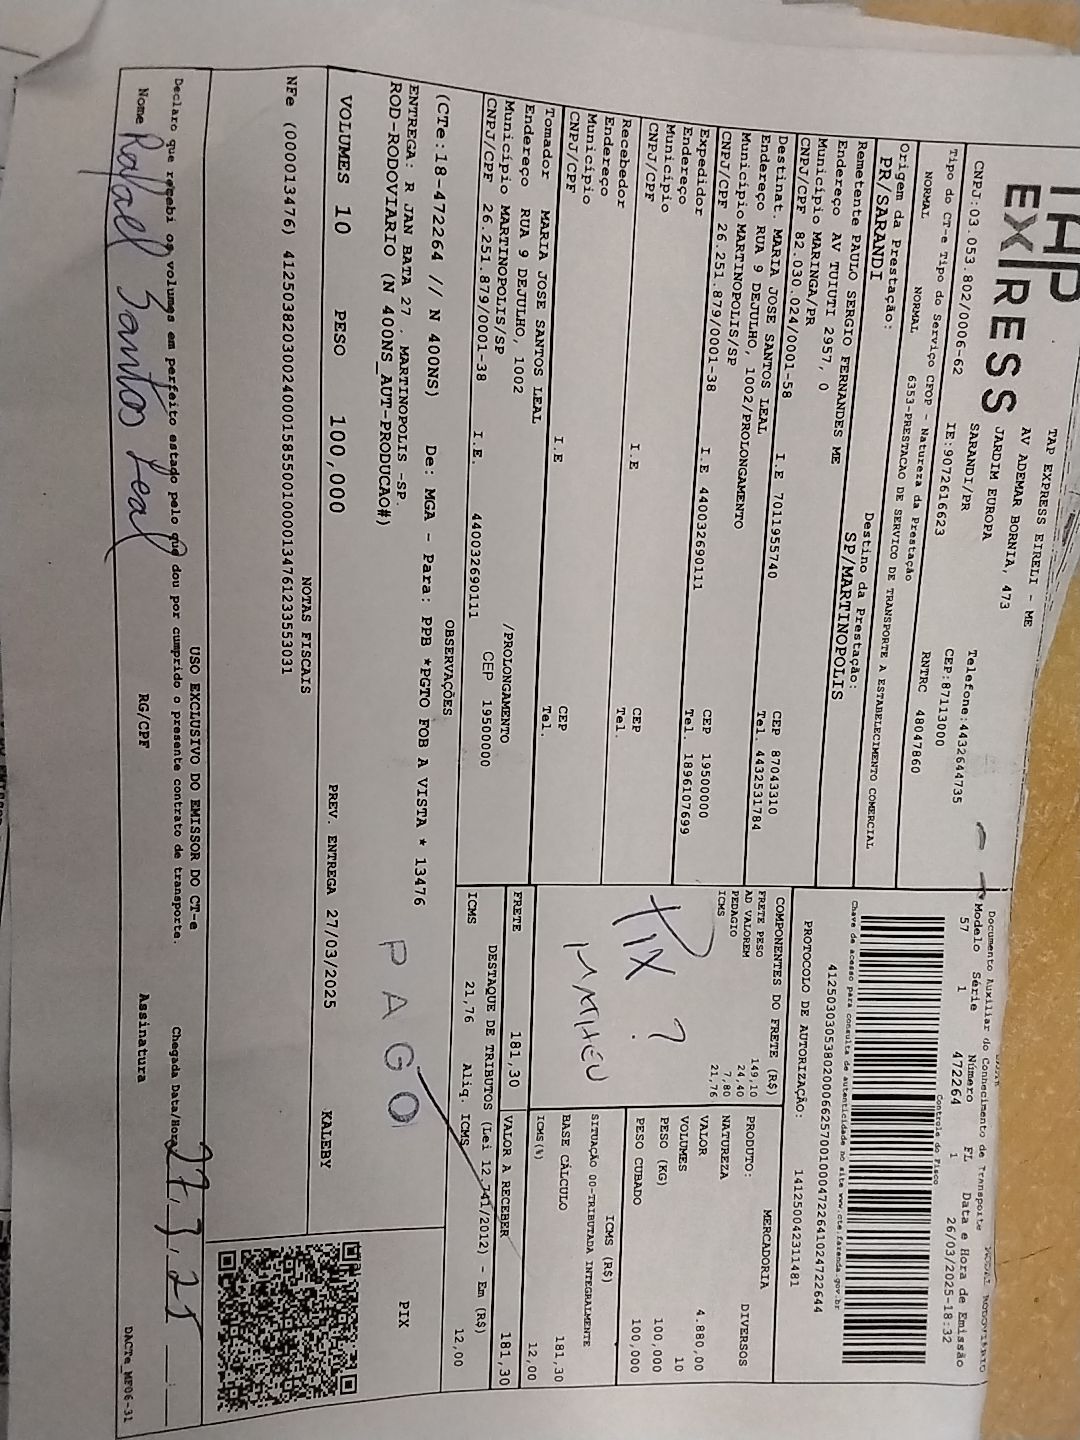 TAP
EXPRESS
TAP EXPRESS EIRELI - ME
AV ADEMAR BORNIA, 473
JARDIM EUROPA
SARANDI/PR
Telefone:4432644735
CNPJ:03.053.802/0006-62
IE:9072616623
CEP:87113000
Tipo do CT-e Tipo do Serviço CFOP - Natureza da Prestação
RNTRC 48047860
NORMAL NORMAL 6353-PRESTACAO DE SERVICO DE TRANSPORTE A ESTABELECIMENTO COMERCIAL
Origem da Prestação:
Destino da Prestação:
PR/SARANDI
SP/MARTINOPOLIS
Remetente PAULO SERGIO FERNANDES ME
Endereço AV TUIUTI 2957, 0
Município MARINGA/PR
CEP 87043310
CNPJ/CPF 82.030.024/0001-58 I.E 7011955740 Tel. 4432531784
Destinat. MARIA JOSE SANTOS LEAL
Endereço RUA 9 DEJULHO, 1002/PROLONGAMENTO
Município MARTINOPOLIS/SP
CEP 19500000
CNPJ/CPF 26.251.879/0001-38 I.E 440032690111 Tel. 1896107699
Expedidor
Endereço
Município
CEP
CNPJ/CPF I.E Tel.
Recebedor
Endereço
Município
CEP
CNPJ/CPF I.E Tel.
Tomador MARIA JOSE SANTOS LEAL
Endereço RUA 9 DEJULHO, 1002 /PROLONGAMENTO
Município MARTINOPOLIS/SP CEP 19500000
CNPJ/CPF 26.251.879/0001-38 I.E. 440032690111
Documento Auxiliar do Conhecimento de Transporte
MODAL RODOVIARIO
Modelo Série Número FL Data e Hora de Emissão
57 1 472264 1 26/03/2025-18:32
Controle do Fisco
Chave de acesso para consulta de autenticidade no site www.cte.fazenda.gov.br
41250303053802000662570010004722641024722644
PROTOCOLO DE AUTORIZAÇÃO: 141250042311481
COMPONENTES DO FRETE (R$)
FRETE PESO 149,10
AD VALOREM 24,40
PEDAGIO 7,80
ICMS 21,76
PIX ?
MATHEU
MERCADORIA
PRODUTO: DIVERSOS
NATUREZA
VALOR 4.880,00
VOLUMES 10
PESO (KG) 100,000
PESO CUBADO 100,000
ICMS (R$)
SITUAÇÃO 00-TRIBUTADA INTEGRALMENTE
BASE CÁLCULO 181,30
ICMS(%) 12,00
FRETE 181,30
VALOR A RECEBER 181,30
DESTAQUE DE TRIBUTOS (Lei 12.741/2012) - Em (R$)
ICMS 21,76 Aliq. ICMS 12,00
OBSERVAÇÕES
(CTe:18-472264 // N 400NS) De: MGA - Para: PPB *PGTO FOB A VISTA * 13476
ENTREGA: R JAN BATA 27 . MARTINOPOLIS -SP
ROD-RODOVIARIO (N 400NS_AUT-PRODUCAO#)
PAGO
PIX
VOLUMES 10 PESO 100,000 PREV. ENTREGA 27/03/2025 KALEBY
NOTAS FISCAIS
NFe (000013476) 41250382030024000158550010000134761233553031
USO EXCLUSIVO DO EMISSOR DO CT-e
Declaro que recebi os volumes em perfeito estado pelo que dou por cumprido o presente contrato de transporte.
Chegada Data/Hora 27.3.25
Nome Rafael Santos Leal RG/CPF Assinatura
DACTe_MF06-31